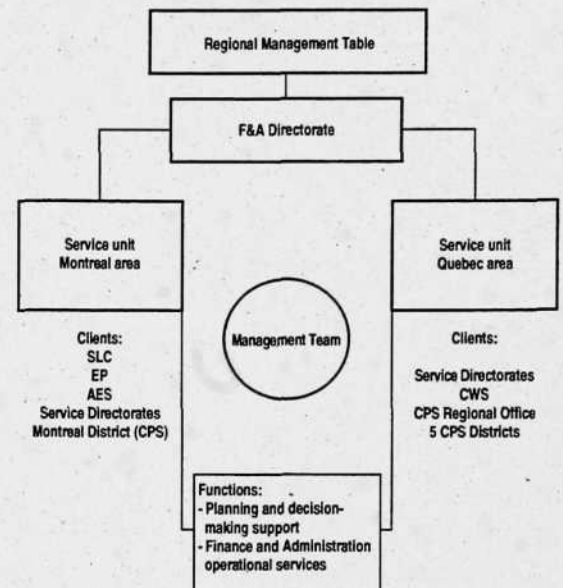 Regional Management Table
F&A Directorate
Service unit
Montreal area
Service unit
Quebec area
Management Team
Clients:
SLC
EP
AES
Service Directorates
Montreal District (CPS)
Clients:
Service Directorates
CWS
CPS Regional Office
5 CPS Districts
Functions:
- Planning and decision-
making support
- Finance and Administration
operational services